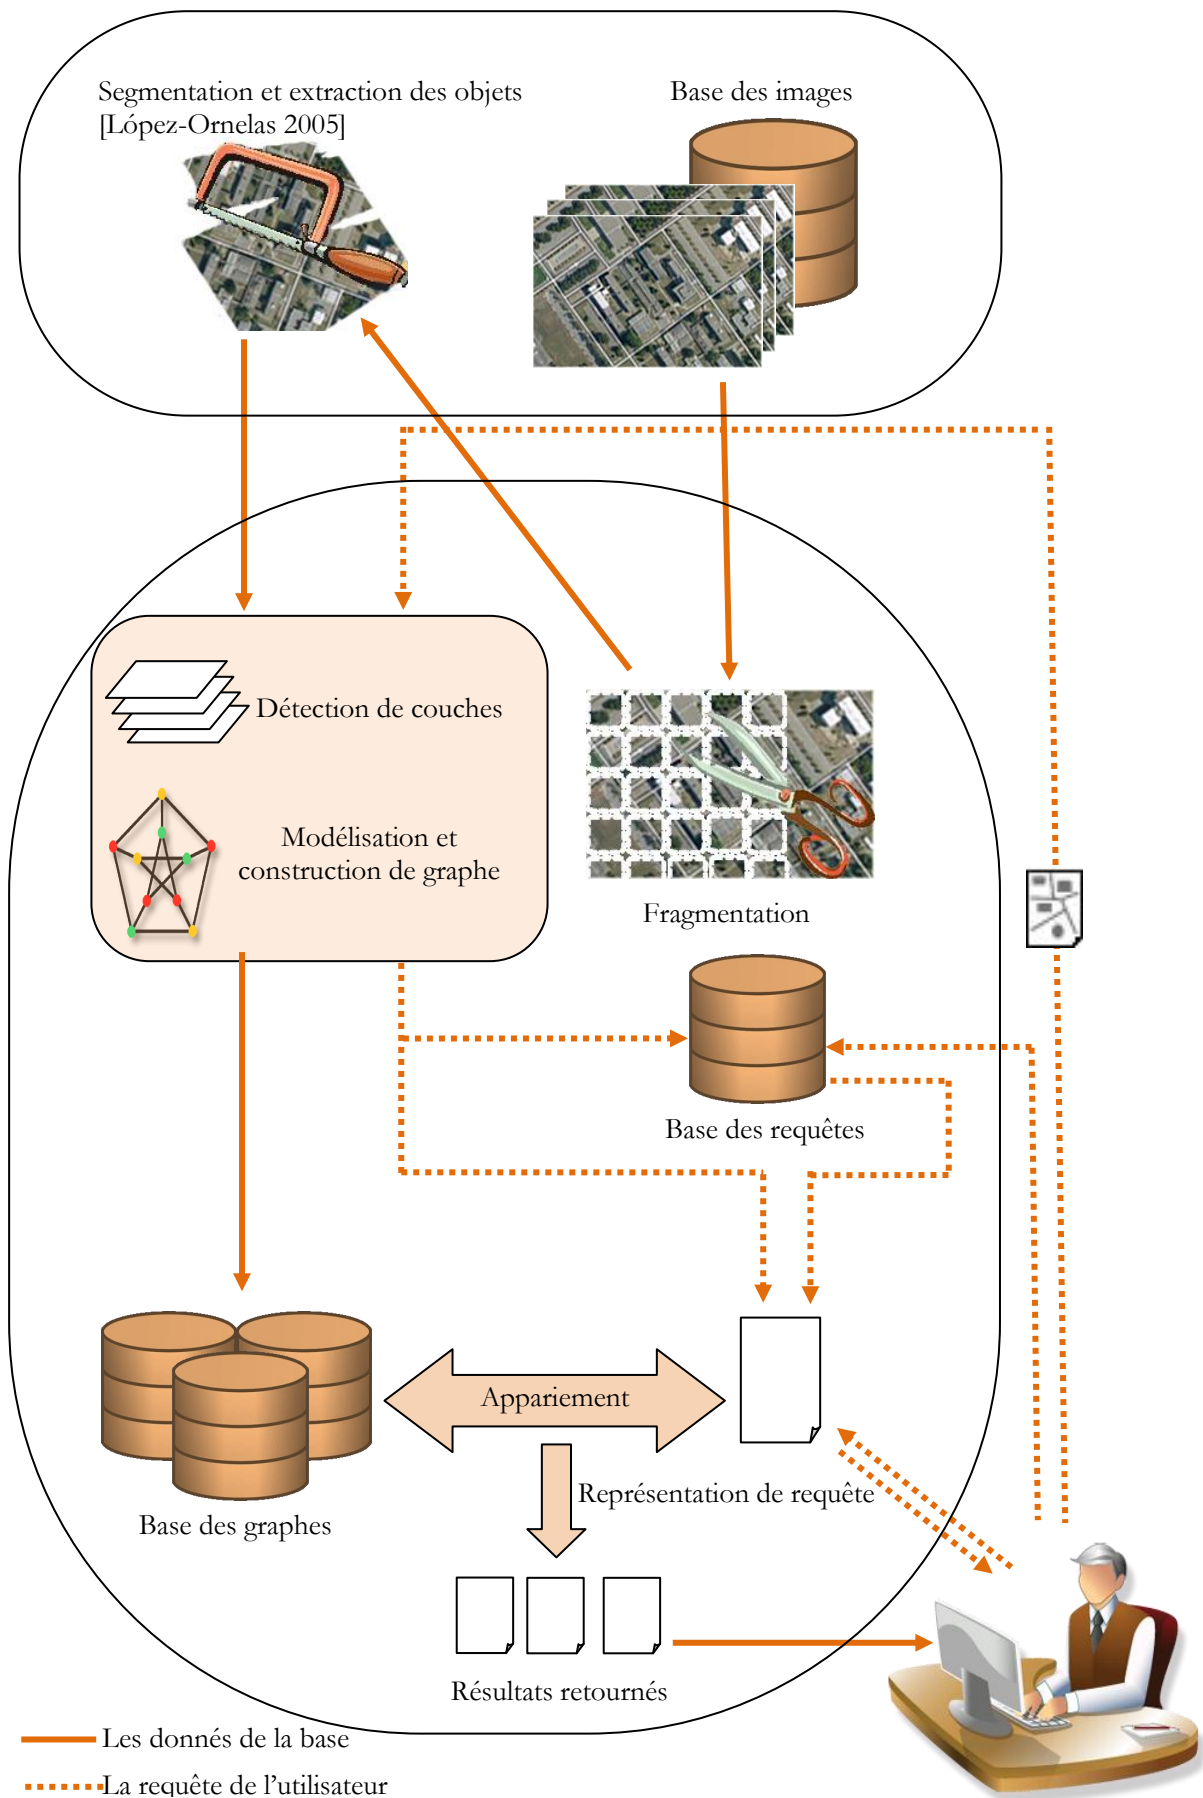 Segmentation et extraction des objets
[López-Ornelas 2005]
Base des images
Détection de couches
Modélisation et
construction de graphe
Fragmentation
Base des requêtes
Appariement
Représentation de requête
Base des graphes
Résultats retournés
Les donnés de la base
La requête de l'utilisateur